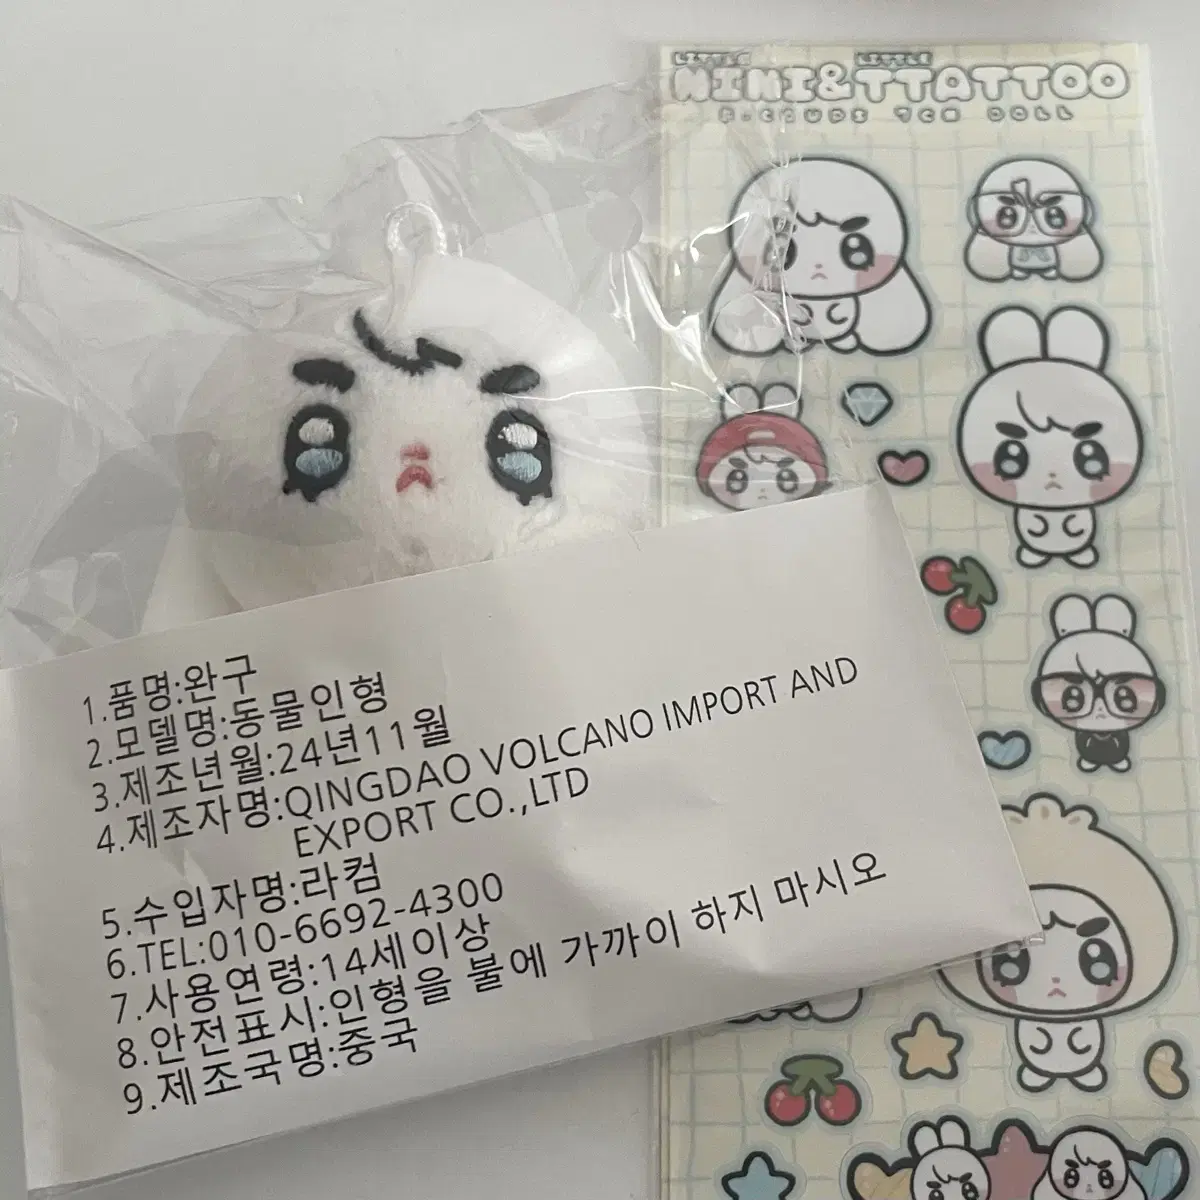 LITTLE LITTLE
NINI&TTATTOO
7CM DOLL
1.품명:완구
2.모델명:동물인형
3.제조년월:24년11월
4.제조자명:QINGDAO VOLCANO IMPORT AND
EXPORT CO.,LTD
5.수입자명:라컴
6.TEL:010-6692-4300
7.사용연령:14세이상
8.안전표시:인형을 불에 가까이 하지 마시오
9.제조국명:중국